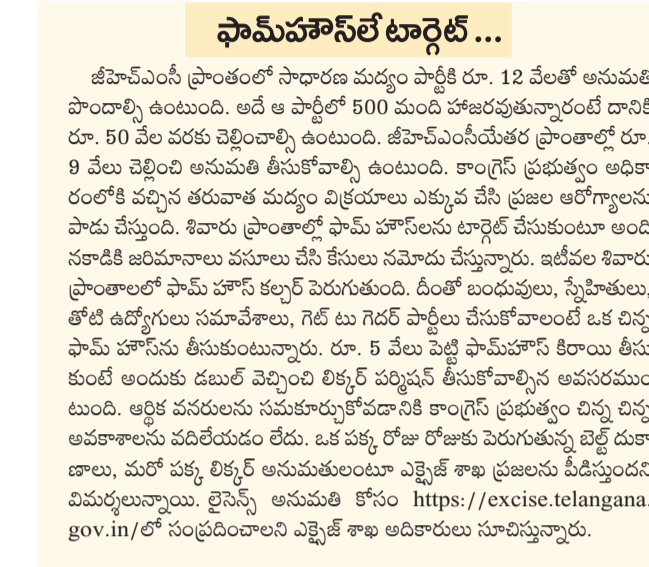 ఫామ్‌హౌస్‌లే టార్గెట్...
జీహెచ్‌ఎంసీ ప్రాంతంలో సాధారణ మద్యం పార్టీకి రూ. 12 వేలతో అనుమతి
పొందాల్సి ఉంటుంది. అదే ఆ పార్టీలో 500 మంది హాజరవుతున్నారంటే దానికి
రూ. 50 వేల వరకు చెల్లించాల్సి ఉంటుంది. జీహెచ్‌ఎంసీయేతర ప్రాంతాల్లో రూ.
9 వేలు చెల్లించి అనుమతి తీసుకోవాల్సి ఉంటుంది. కాంగ్రెస్ ప్రభుత్వం అధికా
రంలోకి వచ్చిన తరువాత మద్యం విక్రయాలు ఎక్కువ చేసి ప్రజల ఆరోగ్యాలను
పాడు చేస్తుంది. శివారు ప్రాంతాల్లో ఫామ్ హౌస్‌లను టార్గెట్ చేసుకుంటూ అంది
నకాడికి జరిమానాలు వసూలు చేసి కేసులు నమోదు చేస్తున్నారు. ఇటీవల శివారు
ప్రాంతాలలో ఫామ్ హౌస్ కల్చర్ పెరుగుతుంది. దీంతో బంధువులు, స్నేహితులు,
తోటి ఉద్యోగులు సమావేశాలు, గెట్ టు గెదర్ పార్టీలు చేసుకోవాలంటే ఒక చిన్న
ఫామ్ హౌస్‌ను తీసుకుంటున్నారు. రూ. 5 వేలు పెట్టి ఫామ్‌హౌస్ కిరాయి తీసు
కుంటే అందుకు డబుల్ వెచ్చించి లిక్కర్ పర్మిషన్ తీసుకోవాల్సిన అవసరముం
టుంది. ఆర్థిక వనరులను సమకూర్చుకోవడానికి కాంగ్రెస్ ప్రభుత్వం చిన్న చిన్న
అవకాశాలను వదిలేయడం లేదు. ఒక పక్క రోజు రోజుకు పెరుగుతున్న బెల్ట్ దుకా
ణాలు, మరో పక్క లిక్కర్ అనుమతులంటూ ఎక్సైజ్ శాఖ ప్రజలను పీడిస్తుందన
విమర్శలున్నాయి. లైసెన్స్ అనుమతి కోసం https://excise.telangana.
gov.in/లో సంప్రదించాలని ఎక్సైజ్ శాఖ అదికారులు సూచిస్తున్నారు.